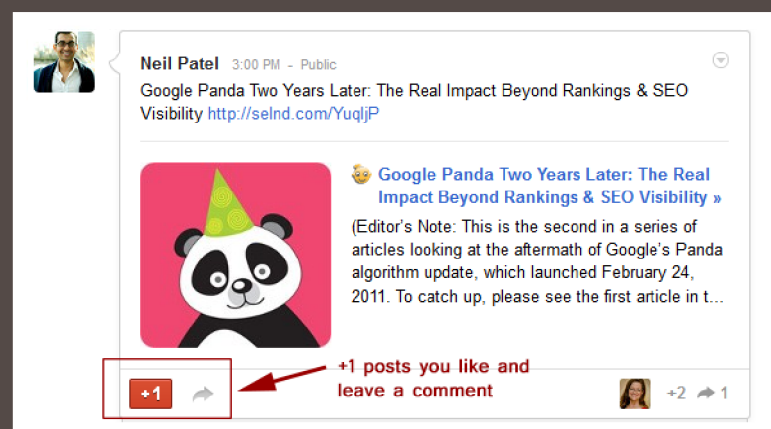 Neil Patel 3:00 PM - Public
Google Panda Two Years Later: The Real Impact Beyond Rankings & SEO
Visibility http://selnd.com/YuqljP
Google Panda Two Years Later: The Real
Impact Beyond Rankings & SEO Visibility »
(Editor's Note: This is the second in a series of
articles looking at the aftermath of Google's Panda
algorithm update, which launched February 24,
2011. To catch up, please see the first article in t...
+1 posts you like and
leave a comment
+1
+2 1